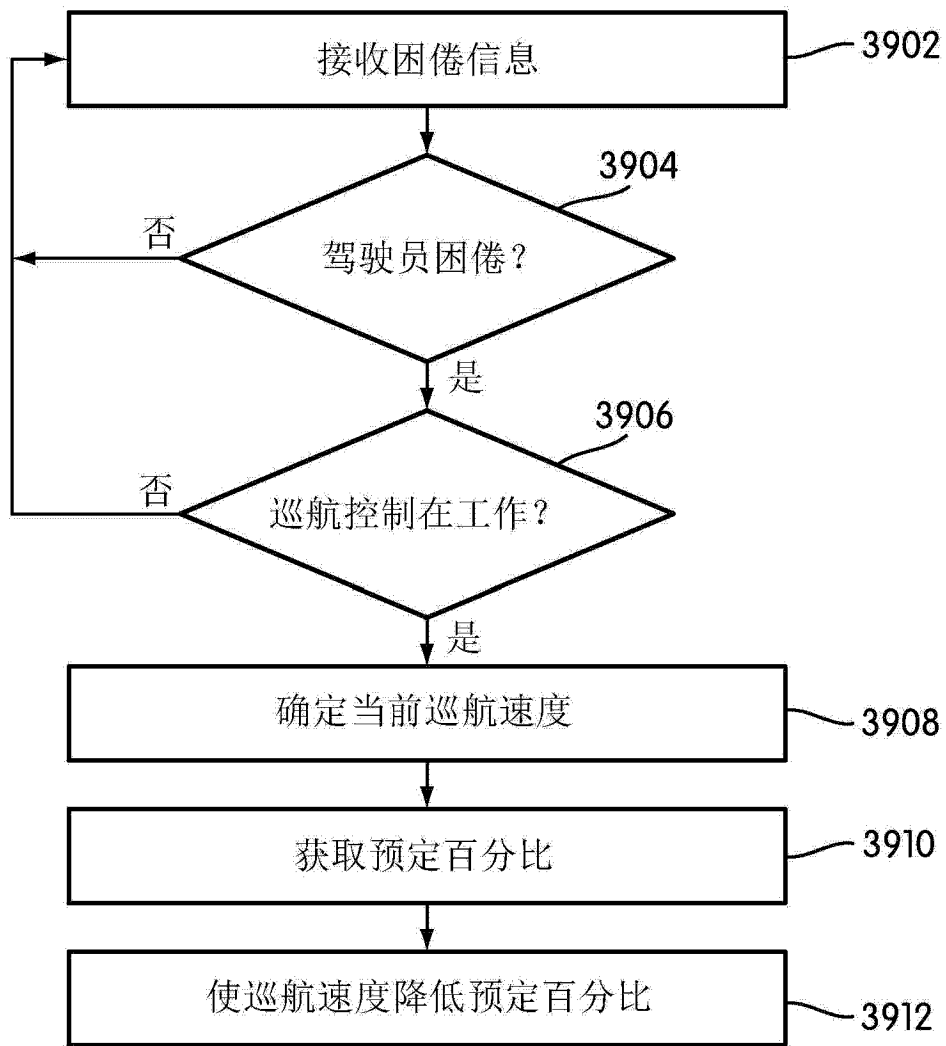 接收困倦信息
3902
3904
否
驾驶员困倦?
是
3906
否
巡航控制在工作?
是
确定当前巡航速度
3908
获取预定百分比
3910
使巡航速度降低预定百分比
3912